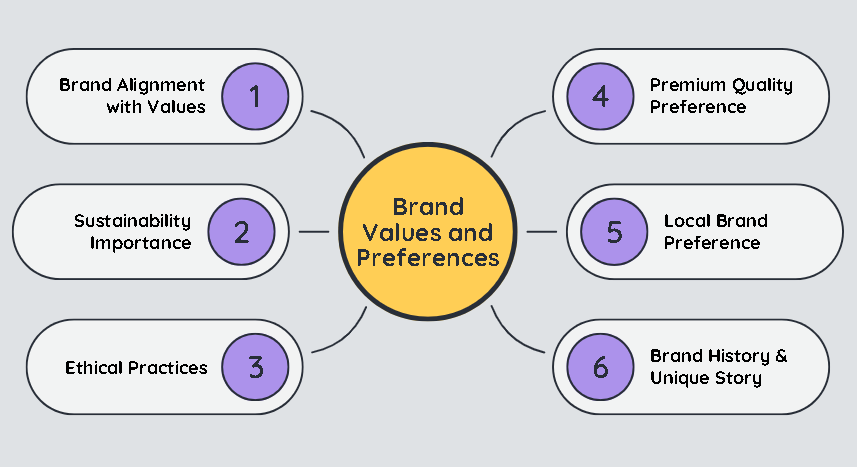 Brand Alignment
with Values
1
Sustainability
Importance
2
Ethical Practices
3
Brand
Values and
Preferences
4
Premium Quality
Preference
5
Local Brand
Preference
6
Brand History &
Unique Story